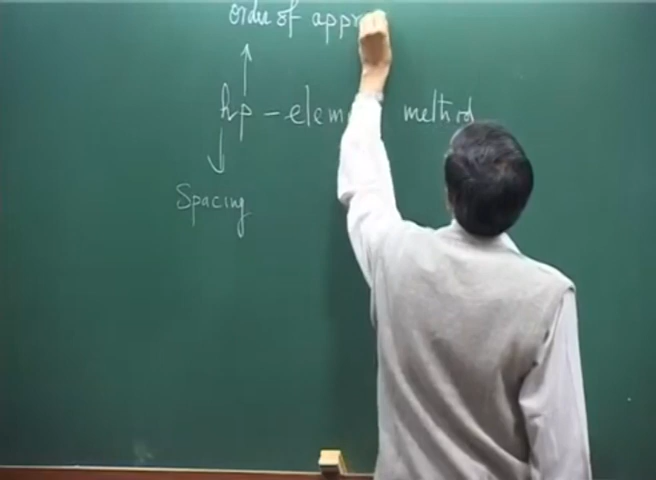 order of appr
hp - elem method
Spacing